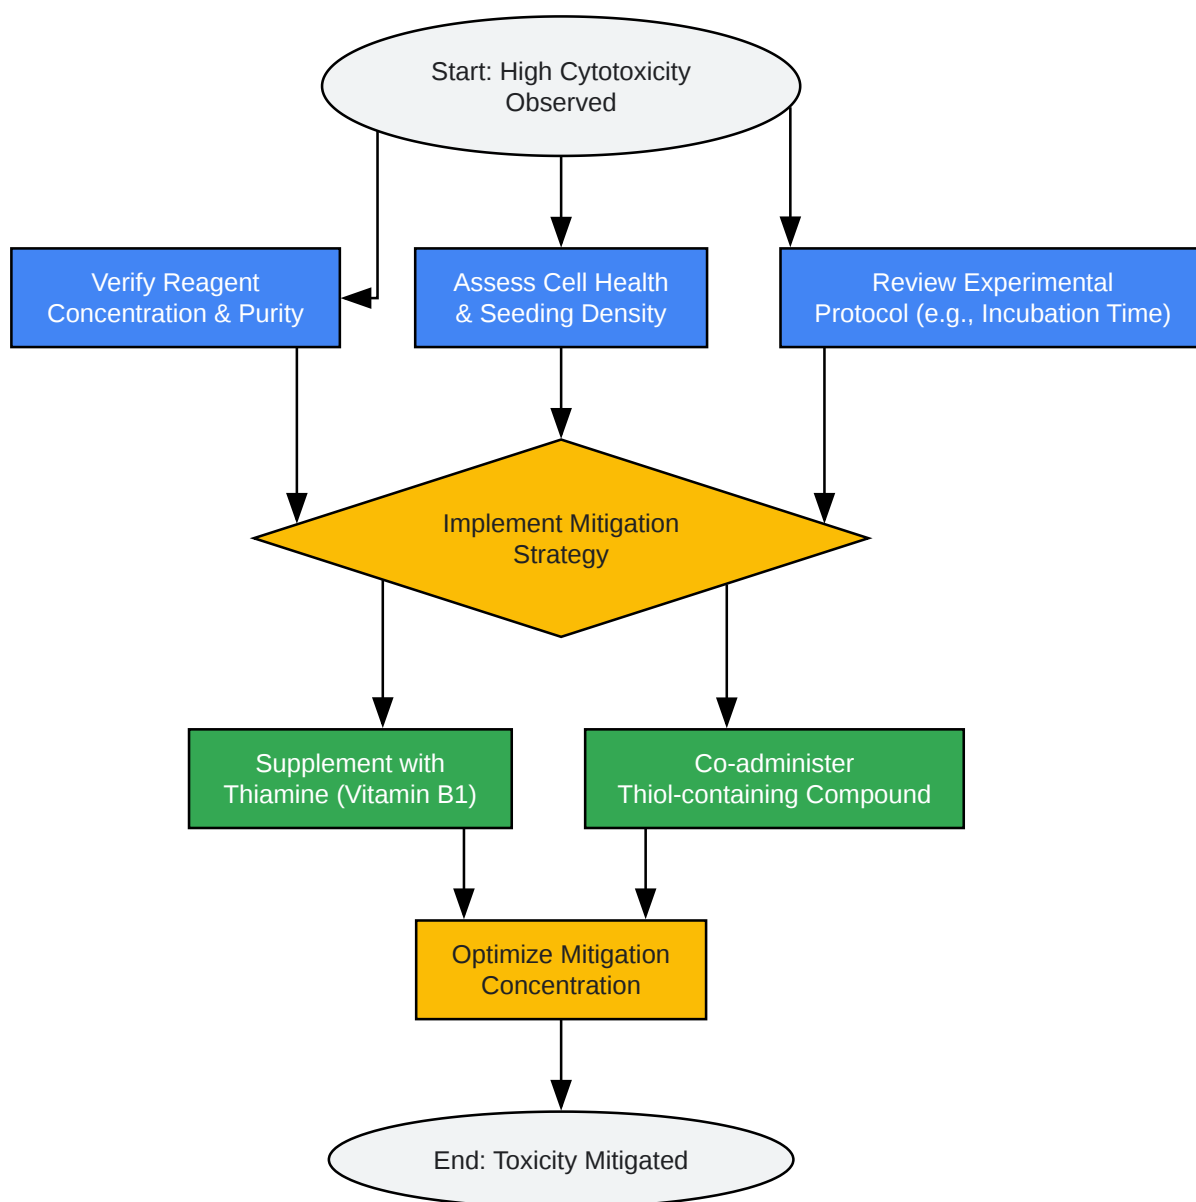 Start: High Cytotoxicity
Observed
Verify Reagent
Concentration & Purity
Assess Cell Health
& Seeding Density
Review Experimental
Protocol (e.g., Incubation Time)
Implement Mitigation
Strategy
Supplement with
Thiamine (Vitamin B1)
Co-administer
Thiol-containing Compound
Optimize Mitigation
Concentration
End: Toxicity Mitigated